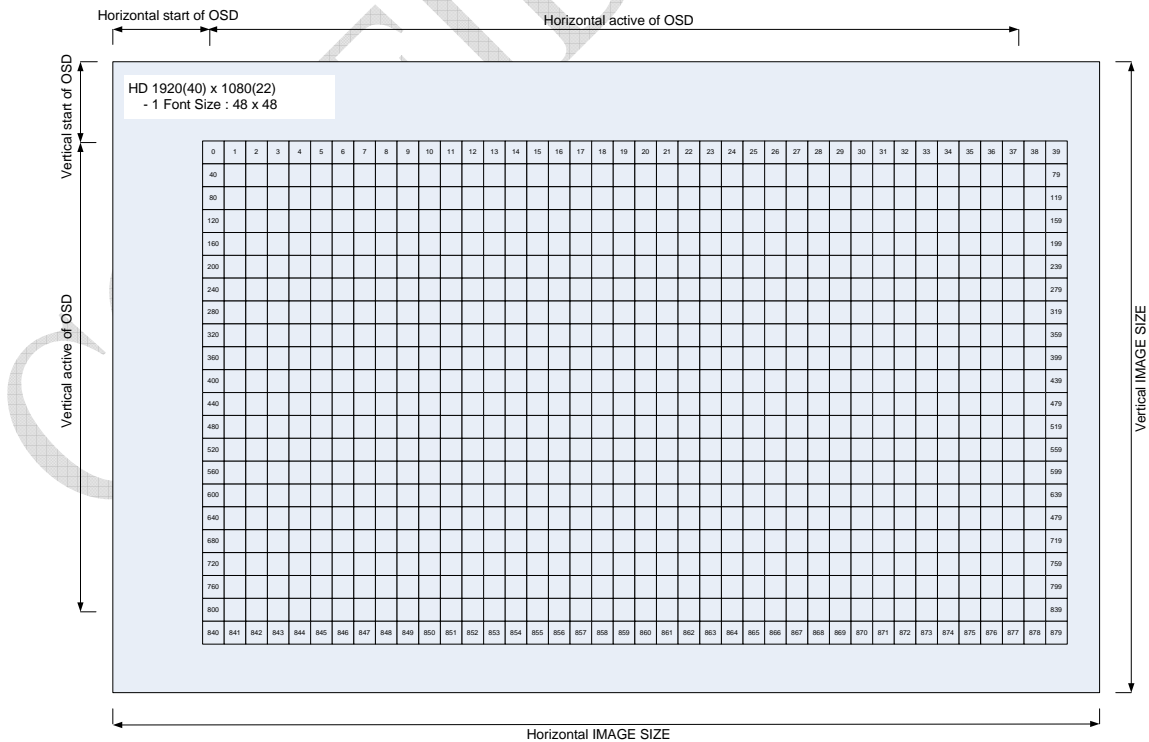 Horizontal start of OSD
Horizontal active of OSD
Vertical start of OSD
HD 1920(40) x 1080(22)
- 1 Font Size : 48 x 48
0 1 2 3 4 5 6 7 8 9 10 11 12 13 14 15 16 17 18 19 20 21 22 23 24 25 26 27 28 29 30 31 32 33 34 35 36 37 38 39
40 79
80 119
120 159
160 199
200 239
240 279
280 319
Vertical active of OSD
Vertical IMAGE SIZE
320 359
360 399
400 439
440 479
480 519
520 559
560 599
600 639
640 479
680 719
720 759
760 799
800 839
840 841 842 843 844 845 846 847 848 849 850 851 852 853 854 855 856 857 858 859 860 861 862 863 864 865 866 867 868 869 870 871 872 873 874 875 876 877 878 879
Horizontal IMAGE SIZE